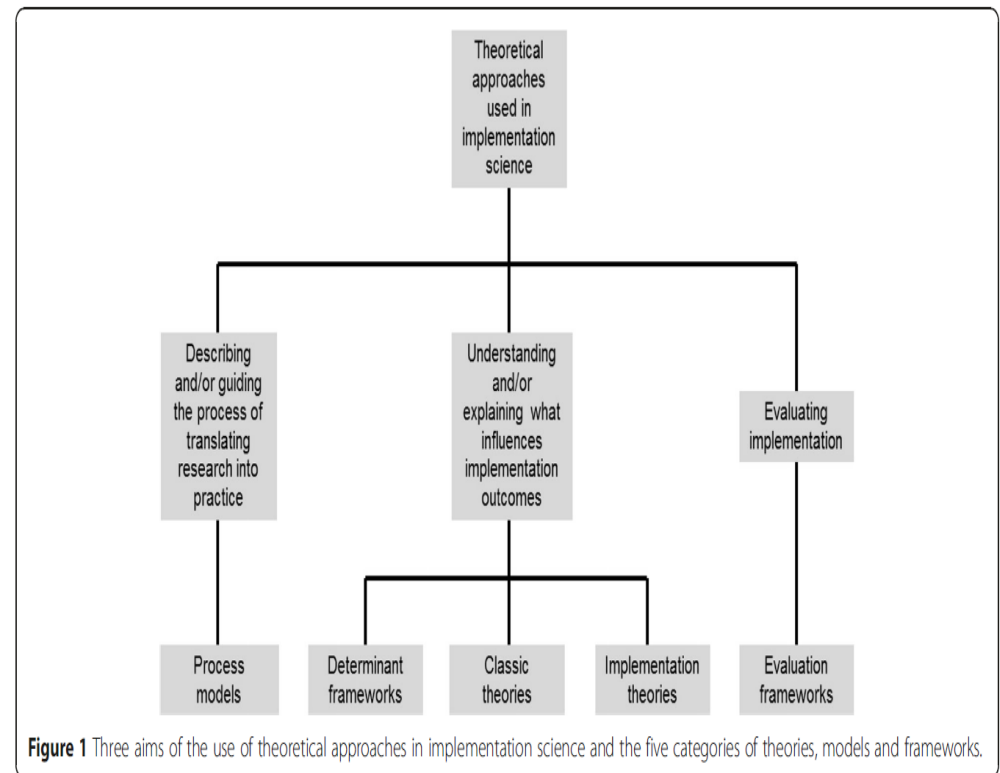 Theoretical
approaches
used in
implementation
science
Describing
and/or guiding
the process of
translating
research into
practice
Understanding
and/or
explaining what
influences
implementation
outcomes
Evaluating
implementation
Process
models
Determinant
frameworks
Classic
theories
Implementation
theories
Evaluation
frameworks
Figure 1 Three aims of the use of theoretical approaches in implementation science and the five categories of theories, models and frameworks.